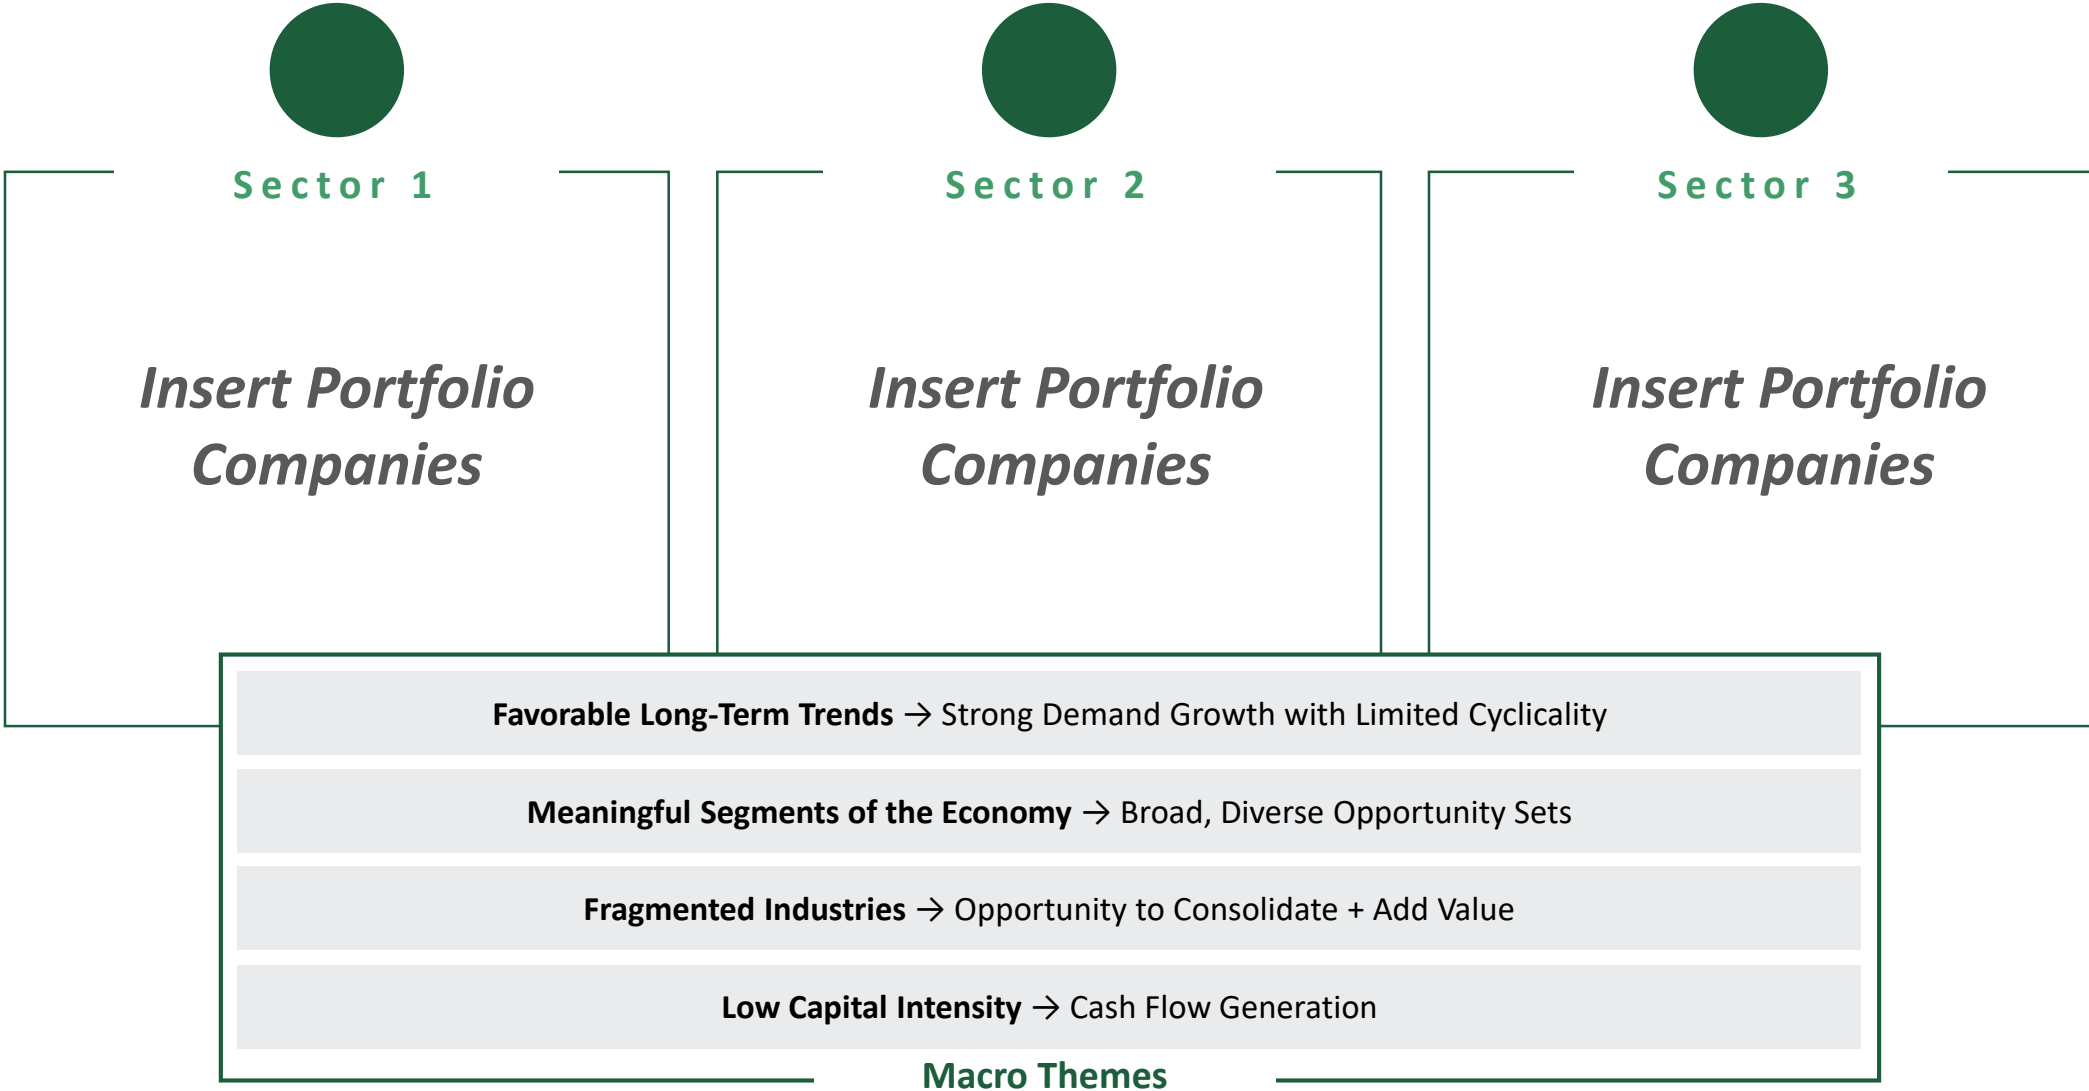 Sector 1
Sector 2
Sector 3
Insert Portfolio
Companies
Insert Portfolio
Companies
Insert Portfolio
Companies
Favorable Long-Term Trends → Strong Demand Growth with Limited Cyclicality
Meaningful Segments of the Economy → Broad, Diverse Opportunity Sets
Fragmented Industries → Opportunity to Consolidate + Add Value
Low Capital Intensity → Cash Flow Generation
Macro Themes